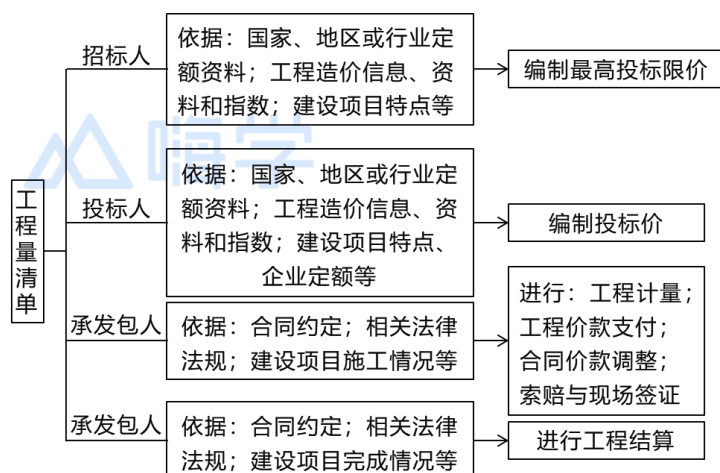 工程量清单
招标人
依据：国家、地区或行业定
额资料；工程造价信息、资
料和指数；建设项目特点等
编制最高投标限价
嗨学
投标人
依据：国家、地区或行业定
额资料；工程造价信息、资
料和指数；建设项目特点、
企业定额等
编制投标价
承发包人
依据：合同约定；相关法律
法规；建设项目施工情况等
进行：工程计量；
工程价款支付；
合同价款调整；
索赔与现场签证
承发包人
依据：合同约定；相关法律
法规；建设项目完成情况等
进行工程结算